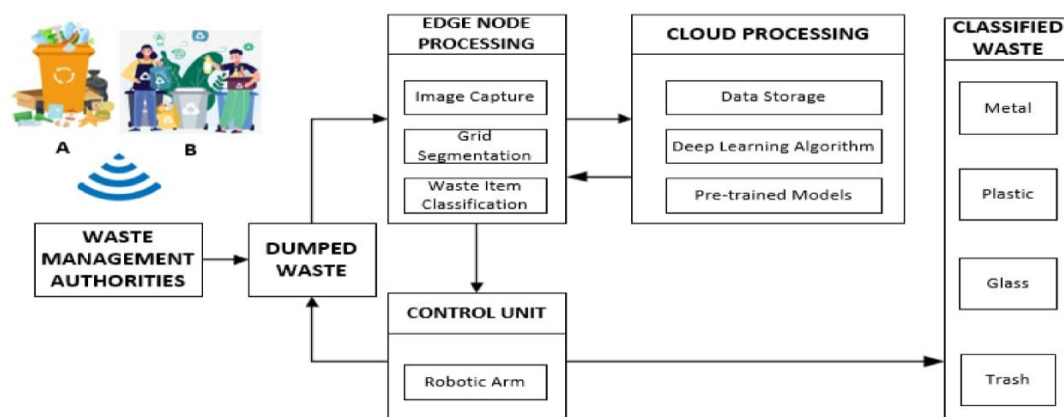 A
B
WASTE
MANAGEMENT
AUTHORITIES
DUMPED
WASTE
EDGE NODE
PROCESSING
Image Capture
Grid
Segmentation
Waste Item
Classification
CLOUD PROCESSING
Data Storage
Deep Learning Algorithm
Pre-trained Models
CONTROL UNIT
Robotic Arm
CLASSIFIED
WASTE
Metal
Plastic
Glass
Trash